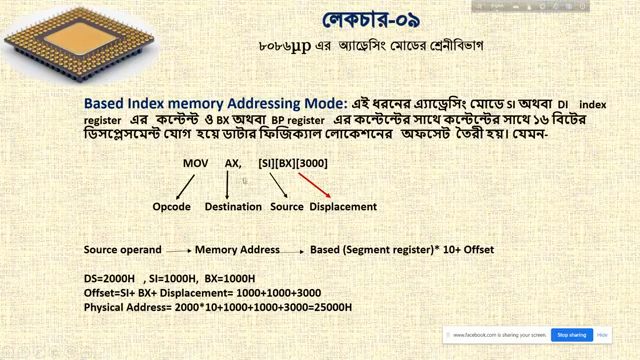 লেকচার-০৯
৮০৮৬µp এর অ্যাড্রেসিং মোডের শ্রেনীবিভাগ
Based Index memory Addressing Mode: এই ধরনের এ্যাড্রেসিং মোডে SI অথবা DI index
register এর কন্টেন্ট ও BX অথবা BP register এর কন্টেন্টের সাথে কন্টেন্টের সাথে ১৬ বিটের
ডিসপ্লেসমেন্ট যোগ হয়ে ডাটার ফিজিক্যাল লোকেশনের অফসেট তৈরী হয়। যেমন-
MOV AX, [SI][BX][3000]
Opcode Destination Source Displacement
Source operand Memory Address Based (Segment register)* 10+ Offset
DS=2000H , SI=1000H, BX=1000H
Offset=SI+ BX+ Displacement= 1000+1000+3000
Physical Address= 2000*10+1000+1000+3000=25000H
www.facebook.com is sharing your screen. Stop sharing Hide